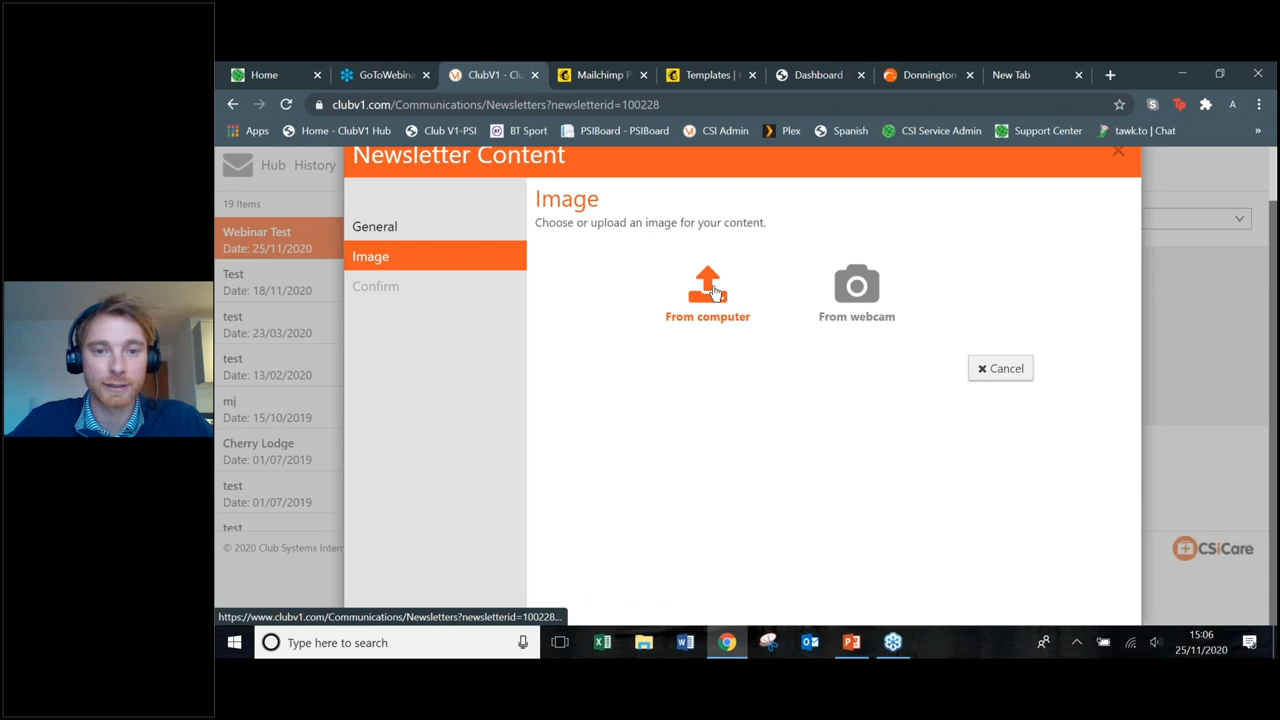 Home
GoToWebina
ClubV1 - Clu
Mailchimp P
Templates |
Dashboard -
Donnington
New Tab
clubv1.com/Communications/Newsletters?newsletterid=100228
Apps
Home - ClubV1 Hub
Club V1-PSI
BT Sport
PSIBoard - PSIBoard
CSI Admin
Plex
Spanish
CSI Service Admin
Support Center
tawk.to | Chat
»
Hub
History
Newsletter Content
19 Items
Webinar Test
Date: 25/11/2020
Test
Date: 18/11/2020
test
Date: 23/03/2020
test
Date: 13/02/2020
mj
Date: 15/10/2019
Cherry Lodge
Date: 01/07/2019
test
Date: 01/07/2019
test
© 2020 Club Systems Intern
General
Image
Confirm
Image
Choose or upload an image for your content.
From computer
From webcam
Cancel
CSiCare
https://www.clubv1.com/Communications/Newsletters?newsletterid=100228...
Type here to search
15:06
25/11/2020